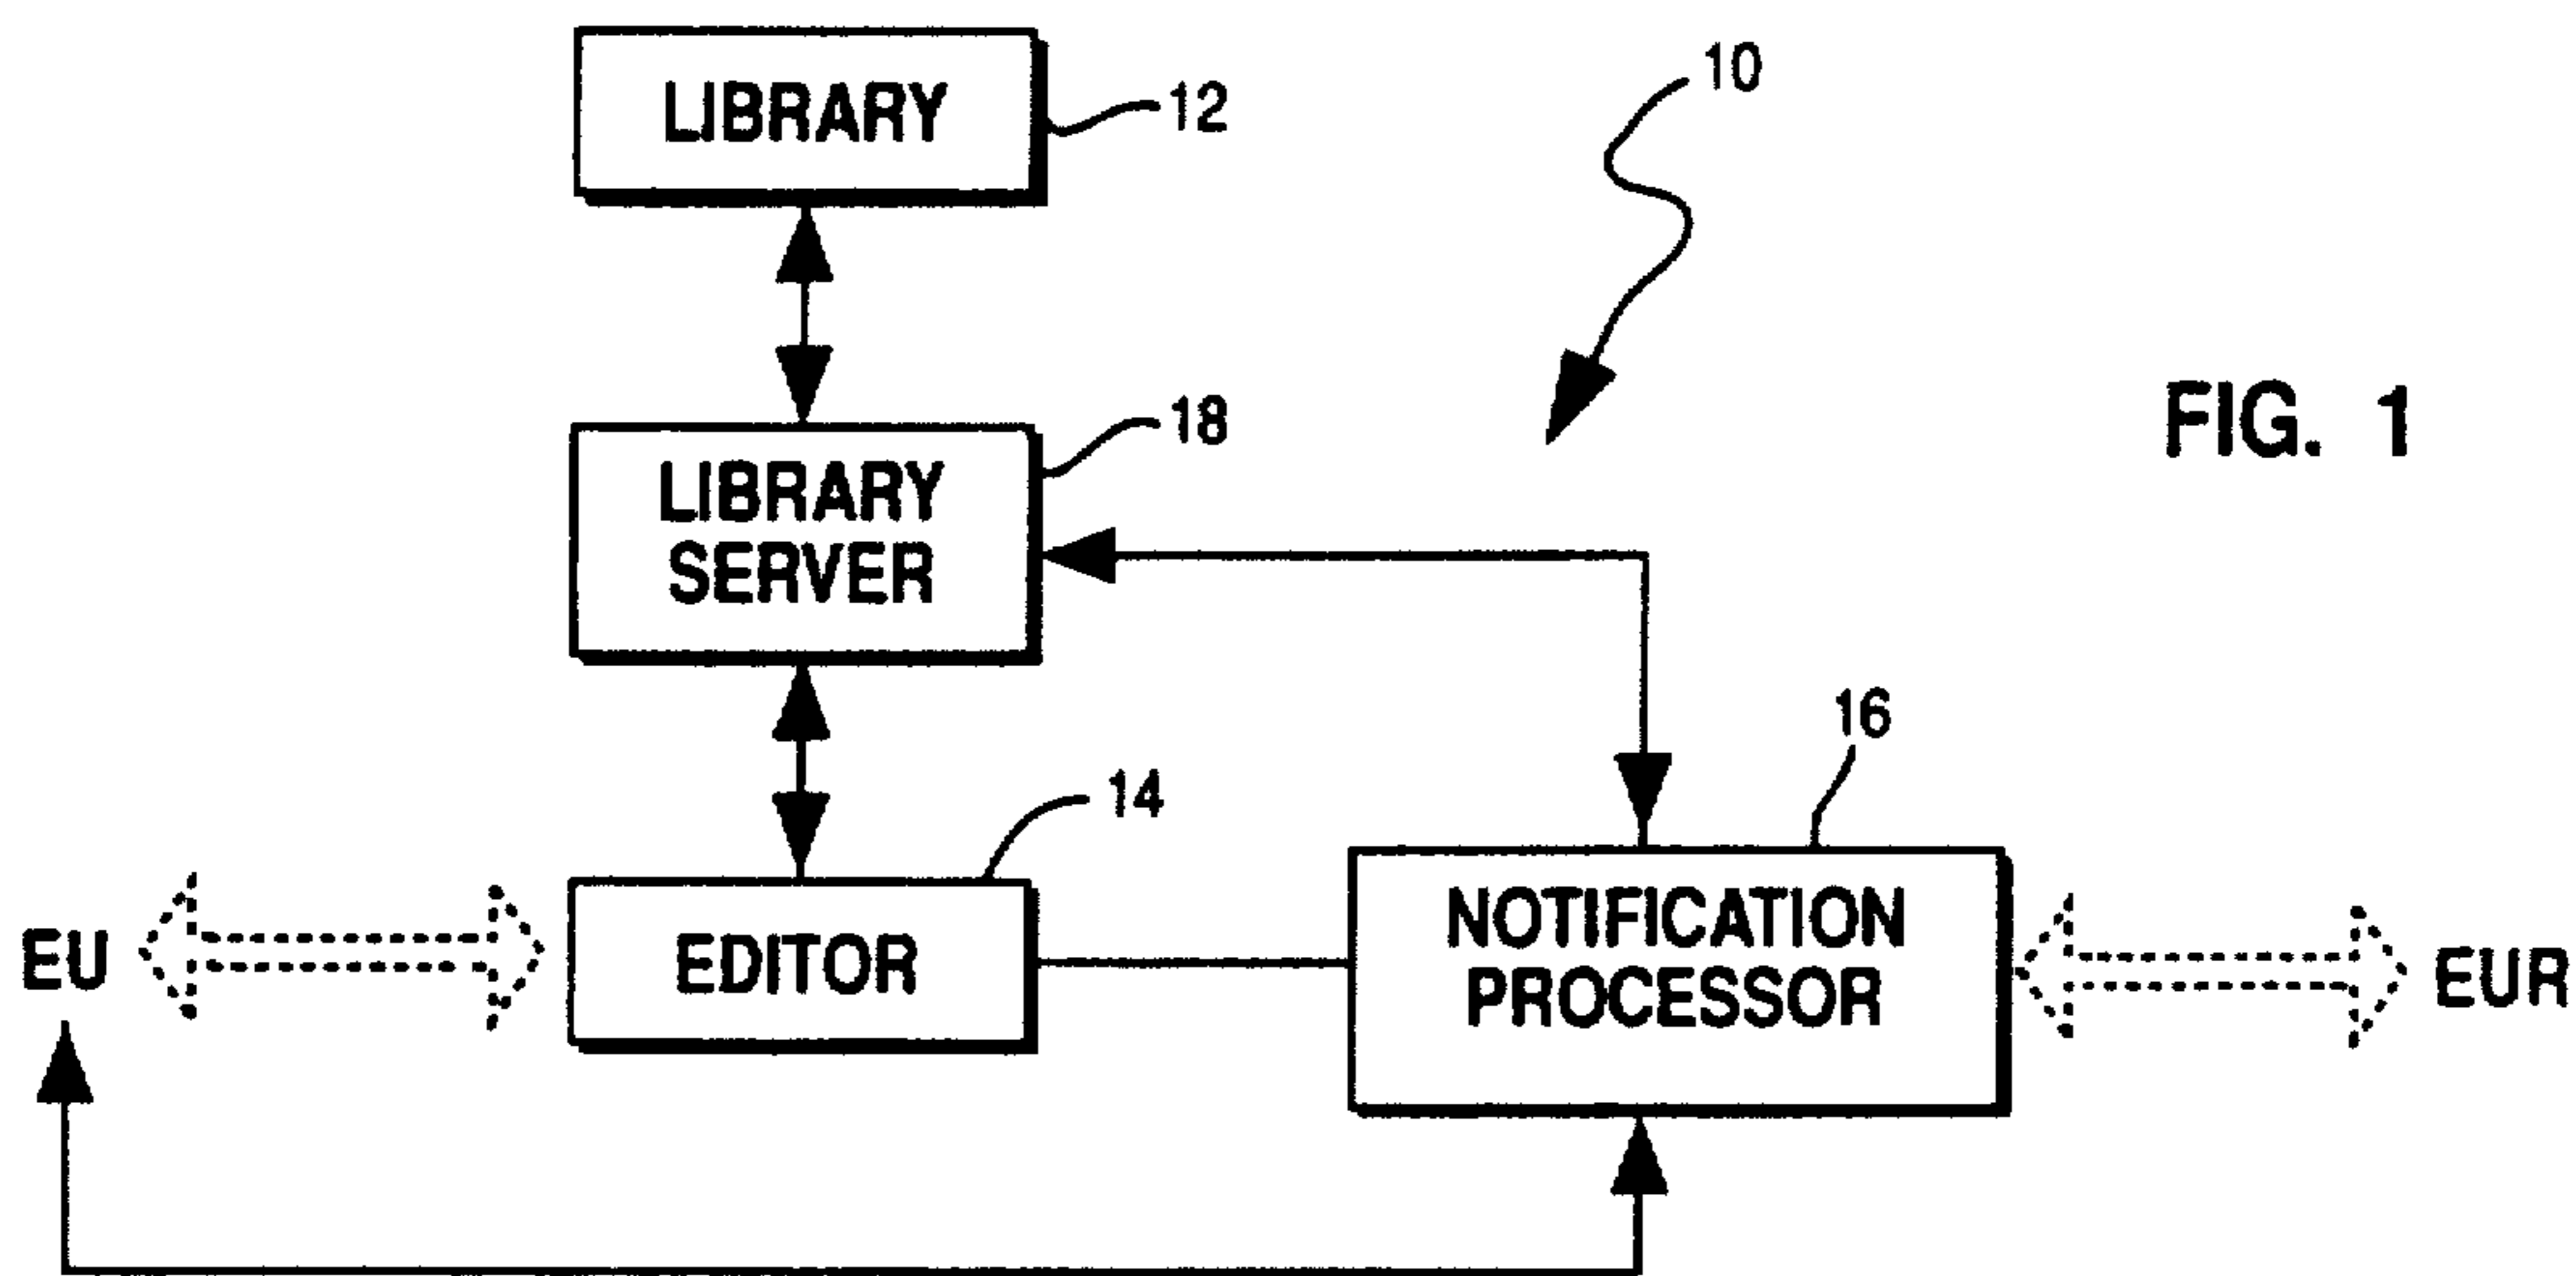 LIBRARY
12
10
18
LIBRARY
SERVER
FIG. 1
16
14
EU
EDITOR
NOTIFICATION
PROCESSOR
EUR